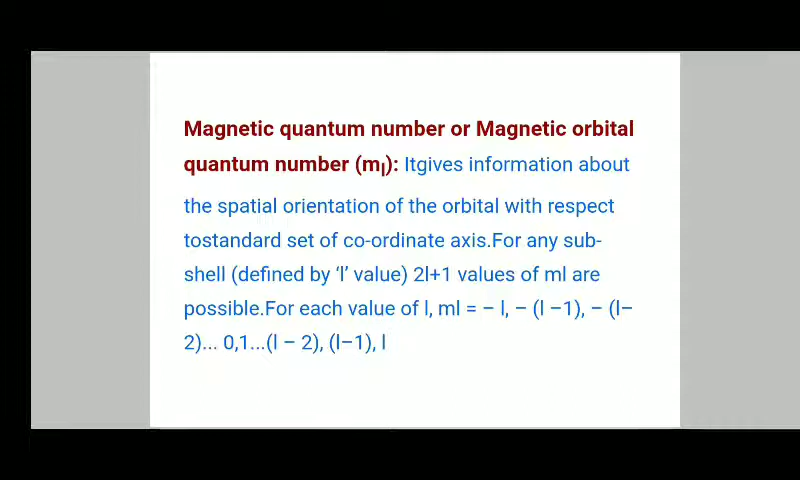 Magnetic quantum number or Magnetic orbital
quantum number (ml): Itgives information about
the spatial orientation of the orbital with respect
tostandard set of co-ordinate axis.For any sub-
shell (defined by ‘l’ value) 2l+1 values of ml are
possible.For each value of l, ml = – l, – (l –1), – (l–
2)... 0,1...(l – 2), (l–1), l